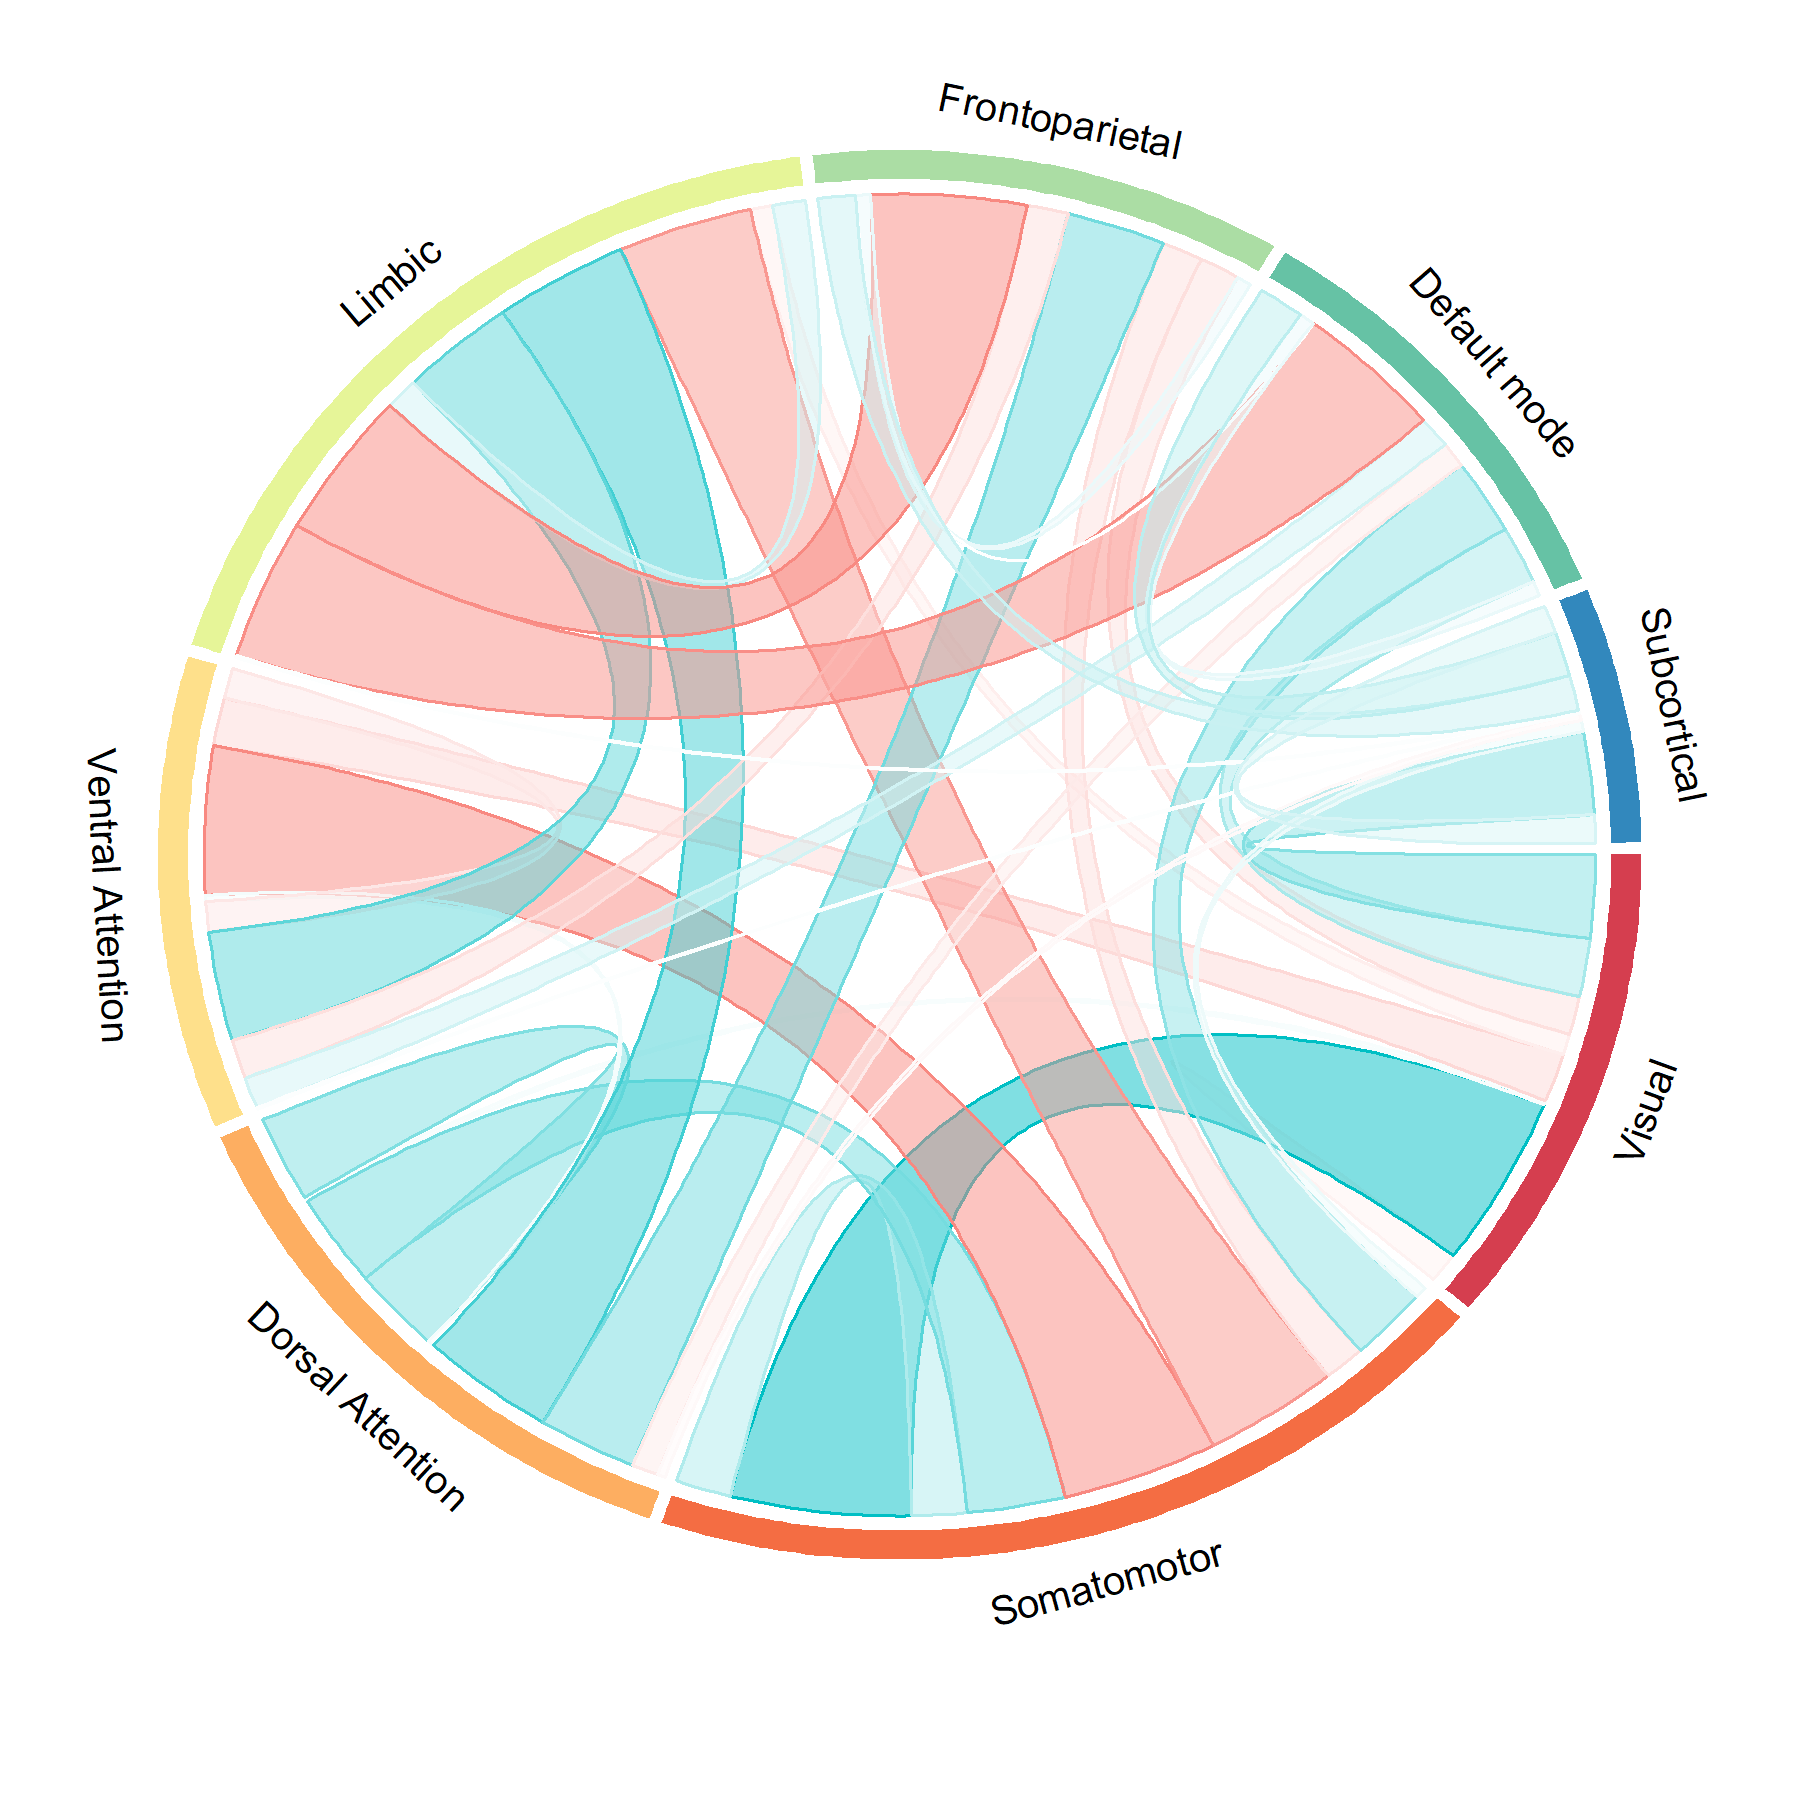 Frontoparietal
Limbic
Default mode
Subcortical
Ventral Attention
Visual
Dorsal Attention
Somatomotor